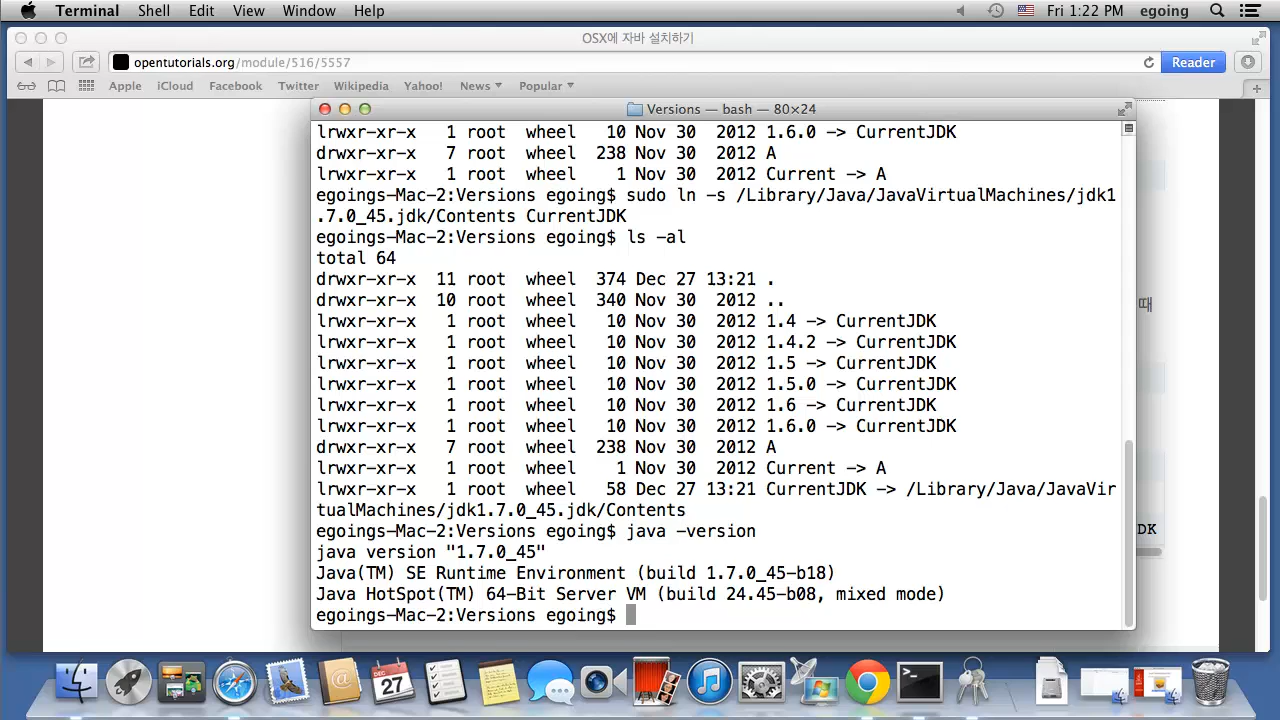 Terminal Shell Edit View Window Help Fri 1:22 PM egoing
OSX에 자바 설치하기
opentutorials.org/module/516/5557 Reader
Apple iCloud Facebook Twitter Wikipedia Yahoo! News Popular
Versions — bash — 80×24
lrwxr-xr-x 1 root wheel 10 Nov 30 2012 1.6.0 -> CurrentJDK
drwxr-xr-x 7 root wheel 238 Nov 30 2012 A
lrwxr-xr-x 1 root wheel 1 Nov 30 2012 Current -> A
egoings-Mac-2:Versions egoing$ sudo ln -s /Library/Java/JavaVirtualMachines/jdk1
.7.0_45.jdk/Contents CurrentJDK
egoings-Mac-2:Versions egoing$ ls -al
total 64
drwxr-xr-x 11 root wheel 374 Dec 27 13:21 .
drwxr-xr-x 10 root wheel 340 Nov 30 2012 ..
lrwxr-xr-x 1 root wheel 10 Nov 30 2012 1.4 -> CurrentJDK
lrwxr-xr-x 1 root wheel 10 Nov 30 2012 1.4.2 -> CurrentJDK
lrwxr-xr-x 1 root wheel 10 Nov 30 2012 1.5 -> CurrentJDK
lrwxr-xr-x 1 root wheel 10 Nov 30 2012 1.5.0 -> CurrentJDK
lrwxr-xr-x 1 root wheel 10 Nov 30 2012 1.6 -> CurrentJDK
lrwxr-xr-x 1 root wheel 10 Nov 30 2012 1.6.0 -> CurrentJDK
drwxr-xr-x 7 root wheel 238 Nov 30 2012 A
lrwxr-xr-x 1 root wheel 1 Nov 30 2012 Current -> A
lrwxr-xr-x 1 root wheel 58 Dec 27 13:21 CurrentJDK -> /Library/Java/JavaVir
tualMachines/jdk1.7.0_45.jdk/Contents
DK
egoings-Mac-2:Versions egoing$ java -version
java version "1.7.0_45"
Java(TM) SE Runtime Environment (build 1.7.0_45-b18)
Java HotSpot(TM) 64-Bit Server VM (build 24.45-b08, mixed mode)
egoings-Mac-2:Versions egoing$
DEC
27